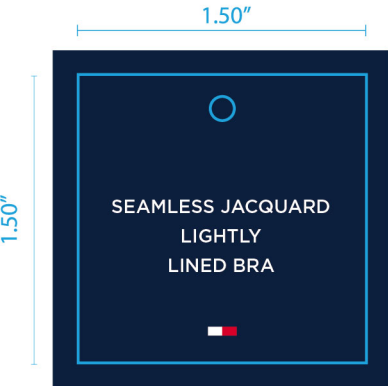 1.50"
1.50"
SEAMLESS JACQUARD
LIGHTLY
LINED BRA